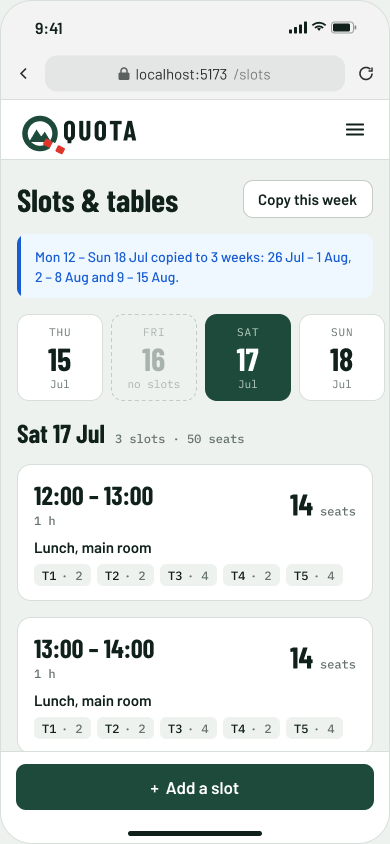 9:41
localhost:5173 /slots
QUOTA
Slots & tables
Copy this week
Mon 12 – Sun 18 Jul copied to 3 weeks: 26 Jul – 1 Aug,
2 – 8 Aug and 9 – 15 Aug.
THU
15
Jul
FRI
16
no slots
SAT
17
Jul
SUN
18
Jul
Sat 17 Jul 3 slots · 50 seats
12:00 – 13:00
14 seats
1 h
Lunch, main room
T1 · 2 T2 · 2 T3 · 4 T4 · 2 T5 · 4
13:00 – 14:00
14 seats
1 h
Lunch, main room
T1 · 2 T2 · 2 T3 · 4 T4 · 2 T5 · 4
+ Add a slot